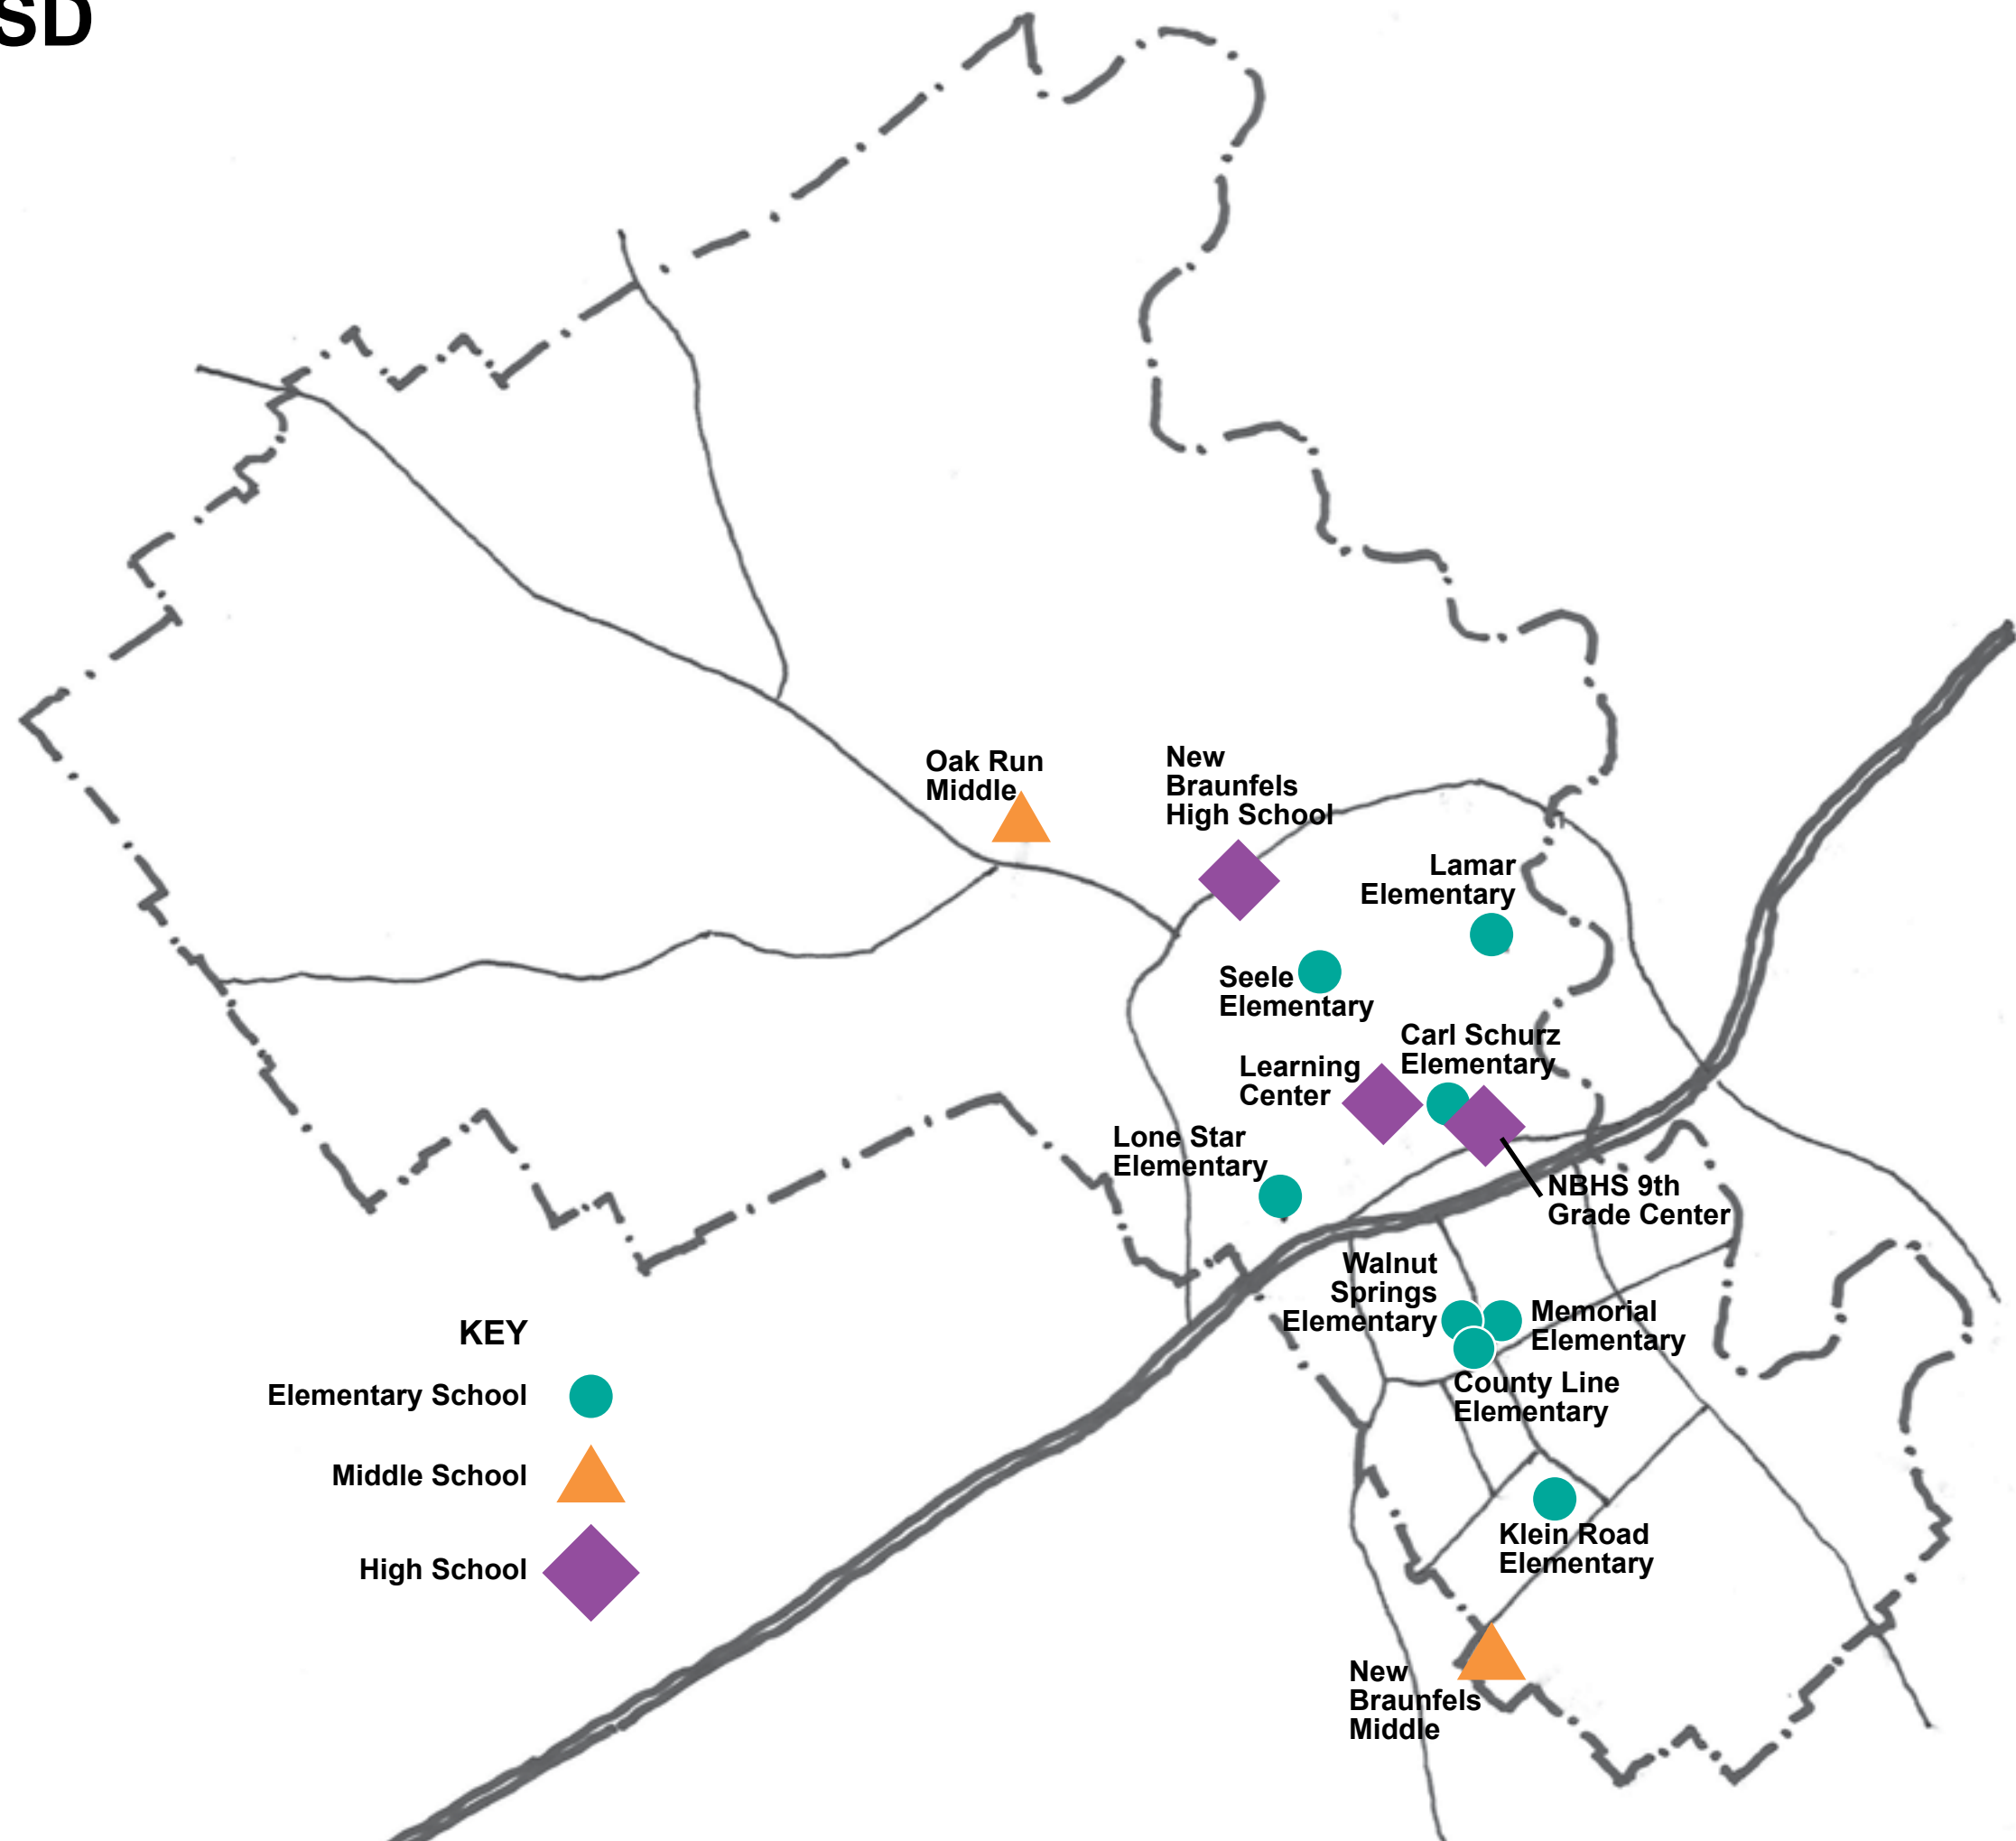 SD
Oak Run
Middle
New
Braunfels
High School
Lamar
Elementary
Seele
Elementary
Carl Schurz
Elementary
Learning
Center
Lone Star
Elementary
NBHS 9th
Grade Center
Walnut
Springs
Elementary
Memorial
Elementary
County Line
Elementary
KEY
Elementary School
Middle School
High School
Klein Road
Elementary
New
Braunfels
Middle